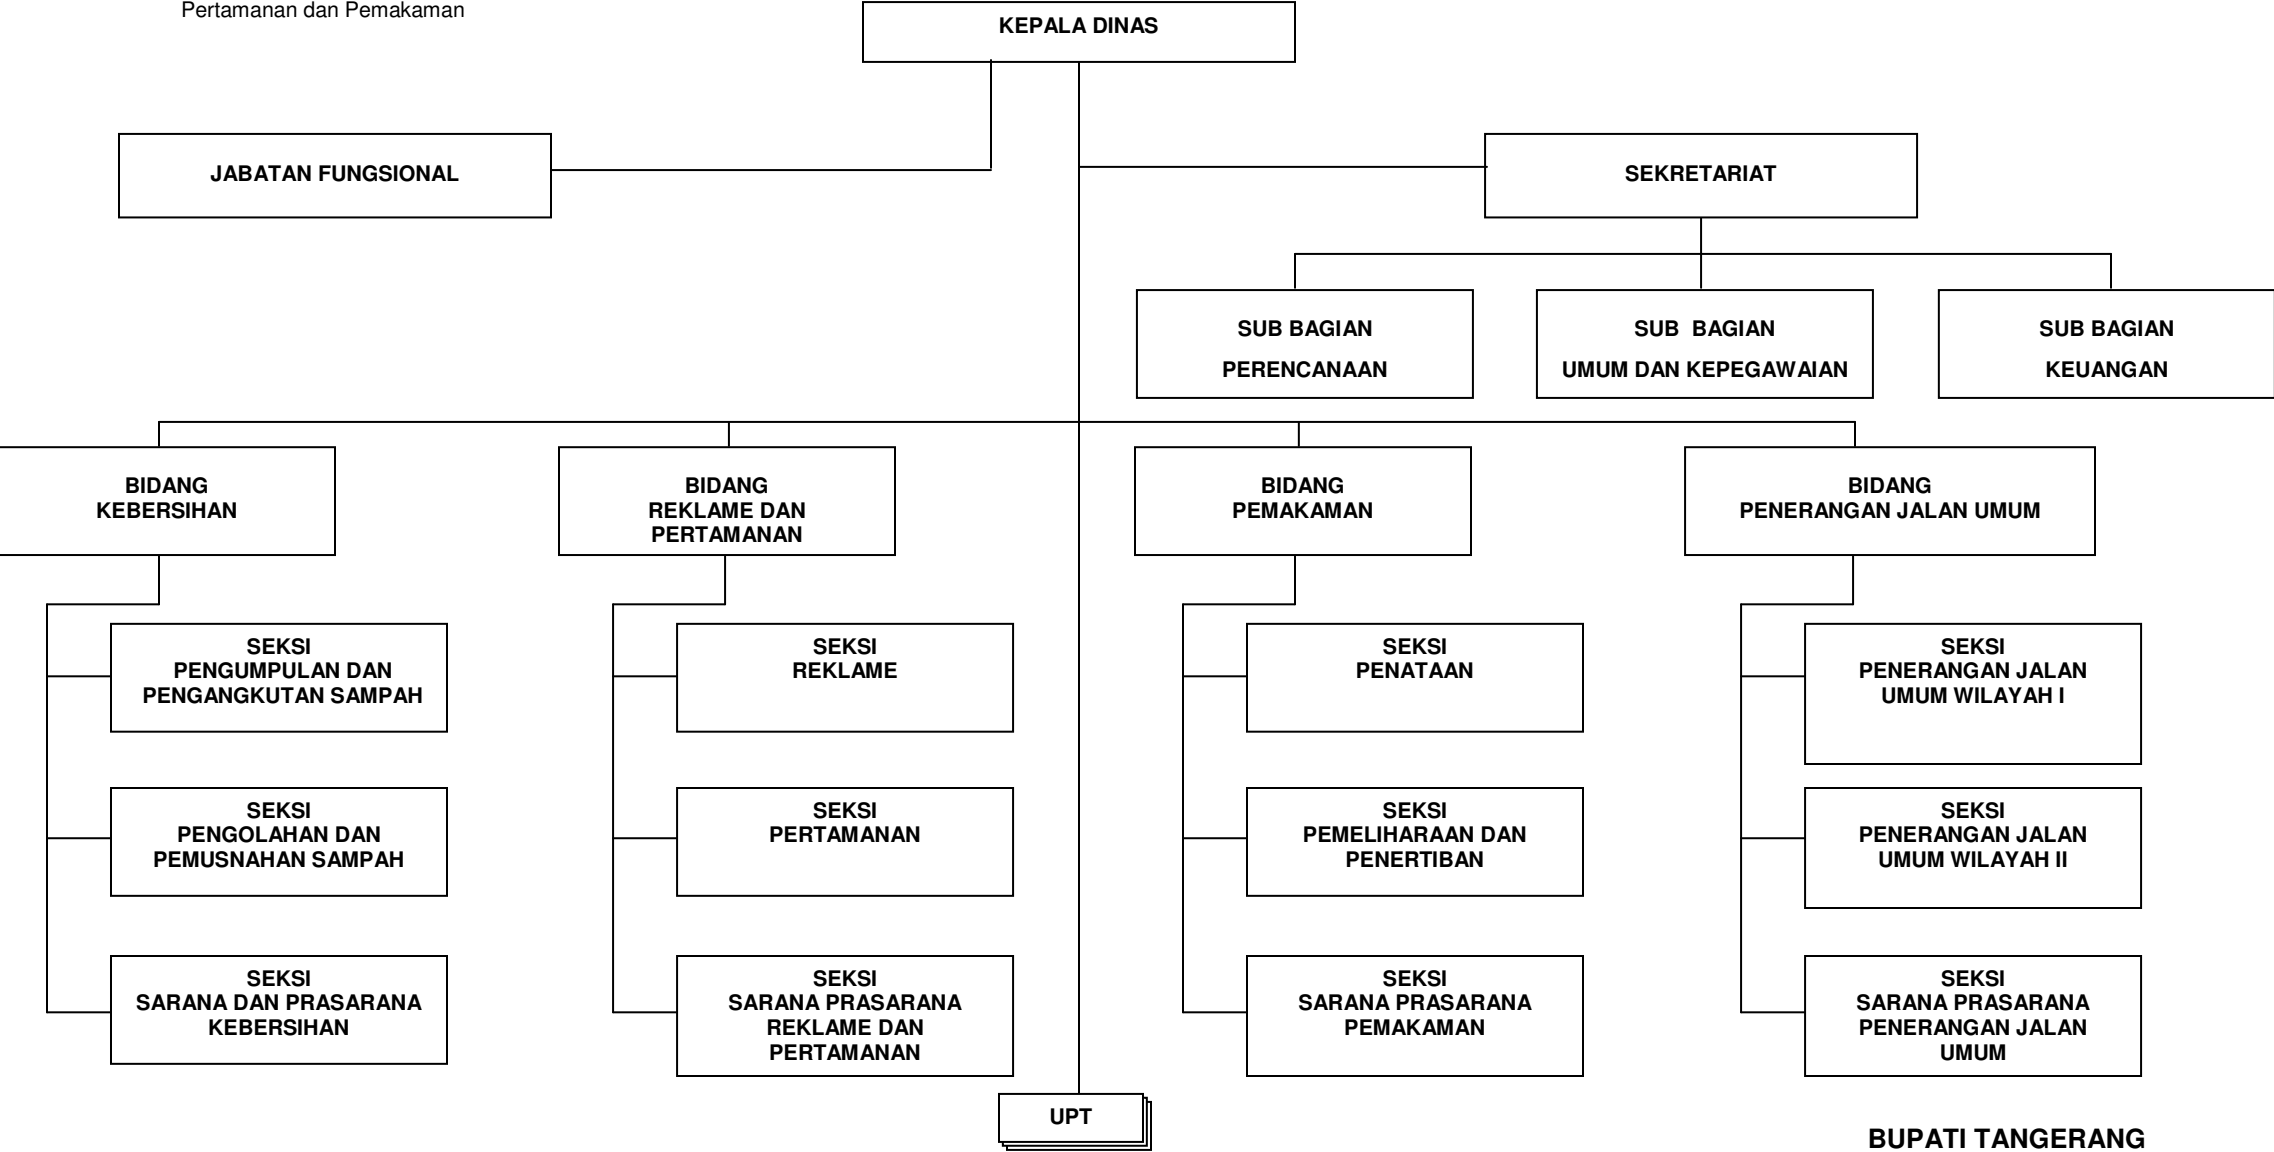 Pertamanan dan Pemakaman
KEPALA DINAS
JABATAN FUNGSIONAL
SEKRETARIAT
SUB BAGIAN
PERENCANAAN
SUB BAGIAN
UMUM DAN KEPEGAWAIAN
SUB BAGIAN
KEUANGAN
BIDANG
KEBERSIHAN
BIDANG
REKLAME DAN
PERTAMANAN
BIDANG
PEMAKAMAN
BIDANG
PENERANGAN JALAN UMUM
SEKSI
PENGUMPULAN DAN
PENGANGKUTAN SAMPAH
SEKSI
REKLAME
SEKSI
PENATAAN
SEKSI
PENERANGAN JALAN
UMUM WILAYAH I
SEKSI
PENGOLAHAN DAN
PEMUSNAHAN SAMPAH
SEKSI
PERTAMANAN
SEKSI
PEMELIHARAAN DAN
PENERTIBAN
SEKSI
PENERANGAN JALAN
UMUM WILAYAH II
SEKSI
SARANA DAN PRASARANA
KEBERSIHAN
SEKSI
SARANA PRASARANA
REKLAME DAN
PERTAMANAN
SEKSI
SARANA PRASARANA
PEMAKAMAN
SEKSI
SARANA PRASARANA
PENERANGAN JALAN
UMUM
UPT
BUPATI TANGERANG